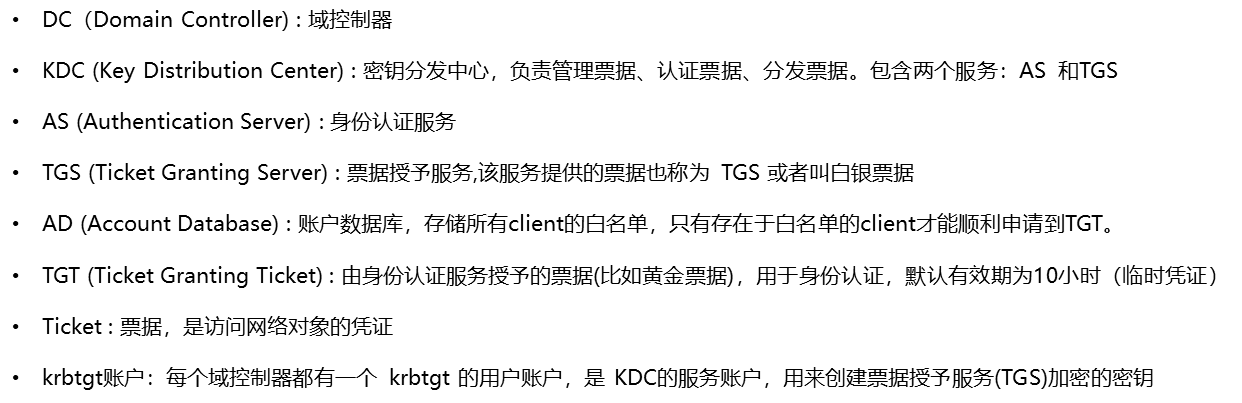 • DC（Domain Controller) : 域控制器
• KDC (Key Distribution Center) : 密钥分发中心，负责管理票据、认证票据、分发票据。包含两个服务：AS 和TGS
• AS (Authentication Server) : 身份认证服务
• TGS (Ticket Granting Server) : 票据授予服务,该服务提供的票据也称为 TGS 或者叫白银票据
• AD (Account Database) : 账户数据库，存储所有client的白名单，只有存在于白名单的client才能顺利申请到TGT。
• TGT (Ticket Granting Ticket) : 由身份认证服务授予的票据(比如黄金票据)，用于身份认证，默认有效期为10小时（临时凭证）
• Ticket : 票据，是访问网络对象的凭证
• krbtgt账户：每个域控制器都有一个 krbtgt 的用户账户，是 KDC的服务账户，用来创建票据授予服务(TGS)加密的密钥